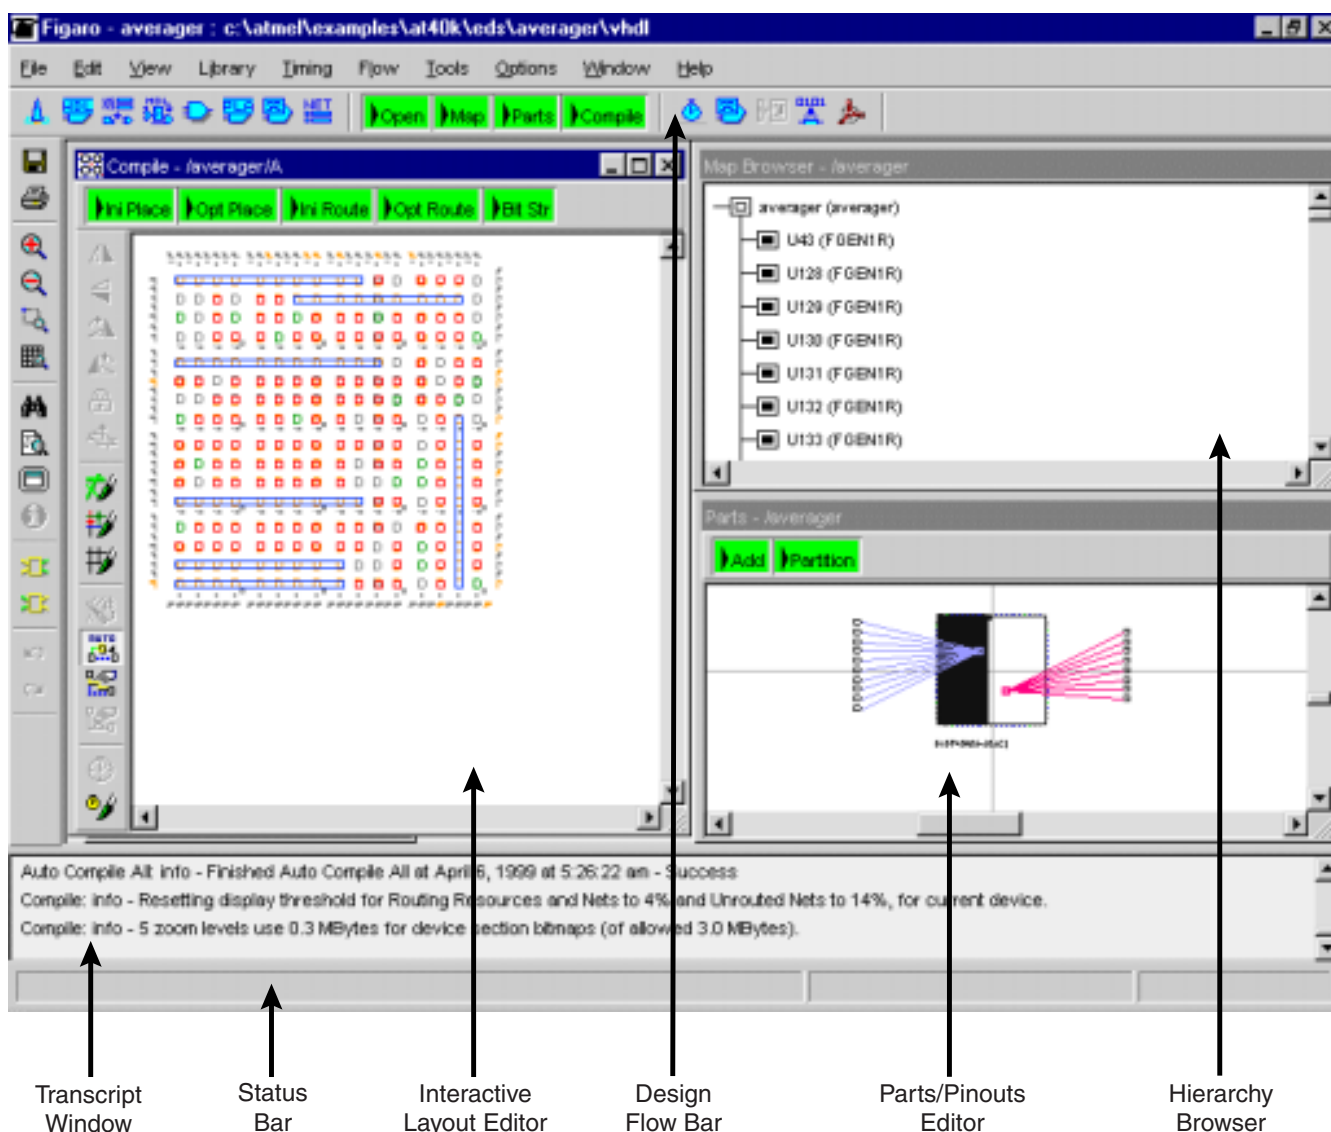 Figaro - averager : c:\atmel\examples\at40k\eds\averager\vhdl
File Edit View Library Timing Flow Tools Options Window Help
NET Open Map Parts Compile
Compile - /averager//A
Ini Place Opt Place Ini Route Opt Route Bit Str
Map Browser - /averager
averager (averager)
U43 (FGEN1R)
U128 (FGEN1R)
U129 (FGEN1R)
U130 (FGEN1R)
U131 (FGEN1R)
U132 (FGEN1R)
U133 (FGEN1R)
Parts - /averager
Add Partition
AUTO
Auto Compile All: info - Finished Auto Compile All at April 6, 1999 at 5:26:22 am - Success
Compile: info - Resetting display threshold for Routing Resources and Nets to 4% and Unrouted Nets to 14%, for current device.
Compile: info - 5 zoom levels use 0.3 MBytes for device section bitmaps (of allowed 3.0 MBytes).
Transcript Window
Status Bar
Interactive Layout Editor
Design Flow Bar
Parts/Pinouts Editor
Hierarchy Browser